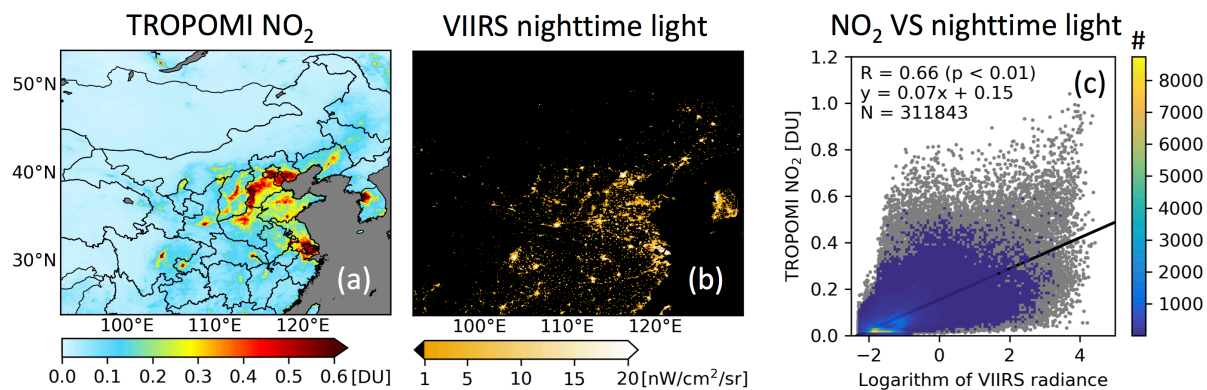 TROPOMI NO₂
VIIRS nighttime light
NO₂ VS nighttime light
50°N
40°N
30°N
100°E
110°E
120°E
(a)
0.0
0.1
0.2
0.3
0.4
0.5
0.6
[DU]
100°E
110°E
120°E
(b)
1
5
10
15
20
[nW/cm²/sr]
R = 0.66 (p < 0.01)
y = 0.07x + 0.15
N = 311843
(c)
TROPOMI NO₂ [DU]
1.2
1.0
0.8
0.6
0.4
0.2
0.0
−2
0
2
4
Logarithm of VIIRS radiance
#
8000
7000
6000
5000
4000
3000
2000
1000